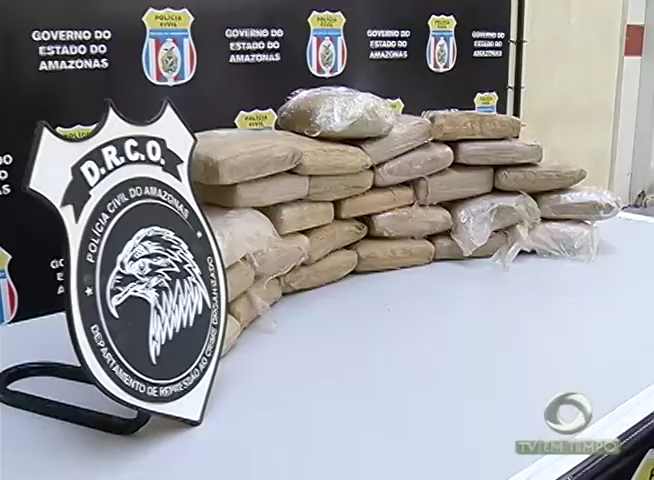 GOVERNO DO
ESTADO DO
AMAZONAS
POLÍCIA
CIVIL
GOVERNO DO
ESTADO DO
AMAZONAS
POLÍCIA
CIVIL
GOVERNO DO
ESTADO DO
AMAZONAS
POLÍCIA
CIVIL
GOVERNO DO
ESTADO DO
AMAZONAS
D.R.C.O.
POLÍCIA CIVIL DO AMAZONAS
DEPARTAMENTO DE REPRESSÃO AO CRIME ORGANIZADO
TV EM TEMPO